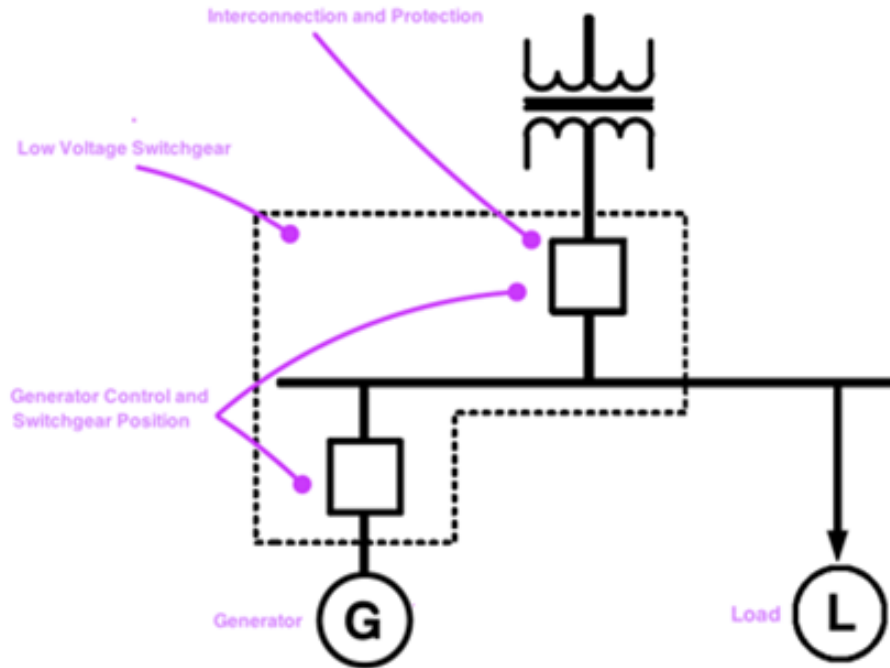 Interconnection and Protection
Low Voltage Switchgear
Generator Control and
Switchgear Position
Generator
G
Load
L